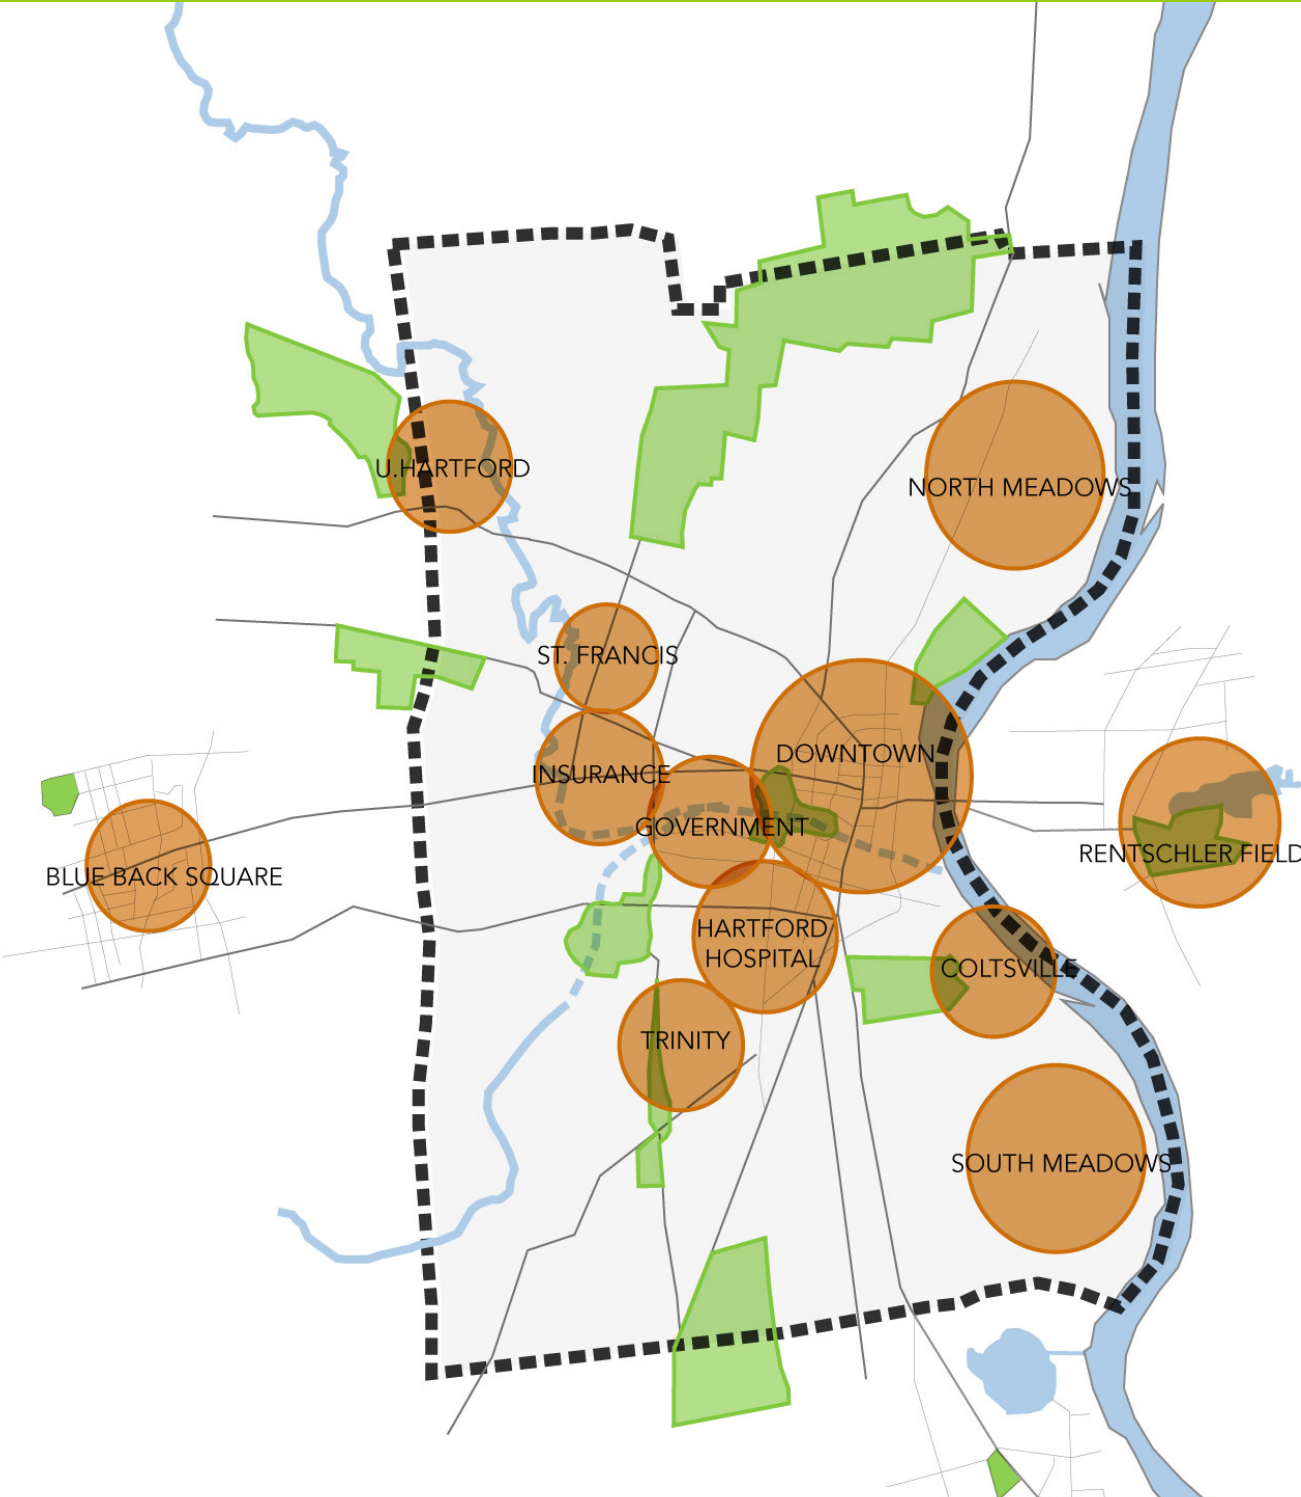 U.HARTFORD
NORTH MEADOWS
ST. FRANCIS
DOWNTOWN
INSURANCE
GOVERNMENT
RENTSCHLER FIELD
BLUE BACK SQUARE
HARTFORD
HOSPITAL
COLTSVILLE
TRINITY
SOUTH MEADOWS